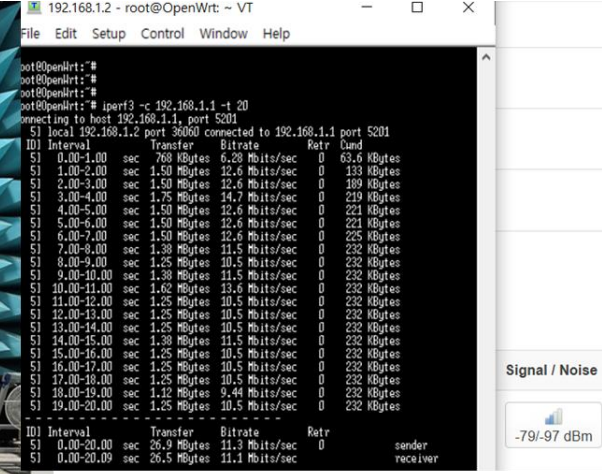 192.168.1.2 - root@OpenWrt: ~ VT
File Edit Setup Control Window Help
oot@OpenWrt:~#
oot@OpenWrt:~#
oot@OpenWrt:~#
oot@OpenWrt:~# iperf3 -c 192.168.1.1 -t 20
onnecting to host 192.168.1.1, port 5201
5] local 192.168.1.2 port 36060 connected to 192.168.1.1 port 5201
ID] Interval Transfer Bitrate Retr Cwnd
5] 0.00-1.00 sec 768 KBytes 6.28 Mbits/sec 0 63.6 KBytes
5] 1.00-2.00 sec 1.50 MBytes 12.6 Mbits/sec 0 133 KBytes
5] 2.00-3.00 sec 1.50 MBytes 12.6 Mbits/sec 0 189 KBytes
5] 3.00-4.00 sec 1.75 MBytes 14.7 Mbits/sec 0 219 KBytes
5] 4.00-5.00 sec 1.50 MBytes 12.6 Mbits/sec 0 221 KBytes
5] 5.00-6.00 sec 1.50 MBytes 12.6 Mbits/sec 0 221 KBytes
5] 6.00-7.00 sec 1.50 MBytes 12.6 Mbits/sec 0 225 KBytes
5] 7.00-8.00 sec 1.38 MBytes 11.5 Mbits/sec 0 232 KBytes
5] 8.00-9.00 sec 1.25 MBytes 10.5 Mbits/sec 0 232 KBytes
5] 9.00-10.00 sec 1.38 MBytes 11.5 Mbits/sec 0 232 KBytes
5] 10.00-11.00 sec 1.62 MBytes 13.6 Mbits/sec 0 232 KBytes
5] 11.00-12.00 sec 1.25 MBytes 10.5 Mbits/sec 0 232 KBytes
5] 12.00-13.00 sec 1.25 MBytes 10.5 Mbits/sec 0 232 KBytes
5] 13.00-14.00 sec 1.25 MBytes 10.5 Mbits/sec 0 232 KBytes
5] 14.00-15.00 sec 1.38 MBytes 11.5 Mbits/sec 0 232 KBytes
5] 15.00-16.00 sec 1.25 MBytes 10.5 Mbits/sec 0 232 KBytes
5] 16.00-17.00 sec 1.25 MBytes 10.5 Mbits/sec 0 232 KBytes
5] 17.00-18.00 sec 1.25 MBytes 10.5 Mbits/sec 0 232 KBytes
5] 18.00-19.00 sec 1.12 MBytes 9.44 Mbits/sec 0 232 KBytes
5] 19.00-20.00 sec 1.25 MBytes 10.5 Mbits/sec 0 232 KBytes
- - - - - - - - - - - - - - - - - - - - - - - - -
ID] Interval Transfer Bitrate Retr
5] 0.00-20.00 sec 26.9 MBytes 11.3 Mbits/sec 0 sender
5] 0.00-20.09 sec 26.5 MBytes 11.1 Mbits/sec receiver
Signal / Noise
-79/-97 dBm